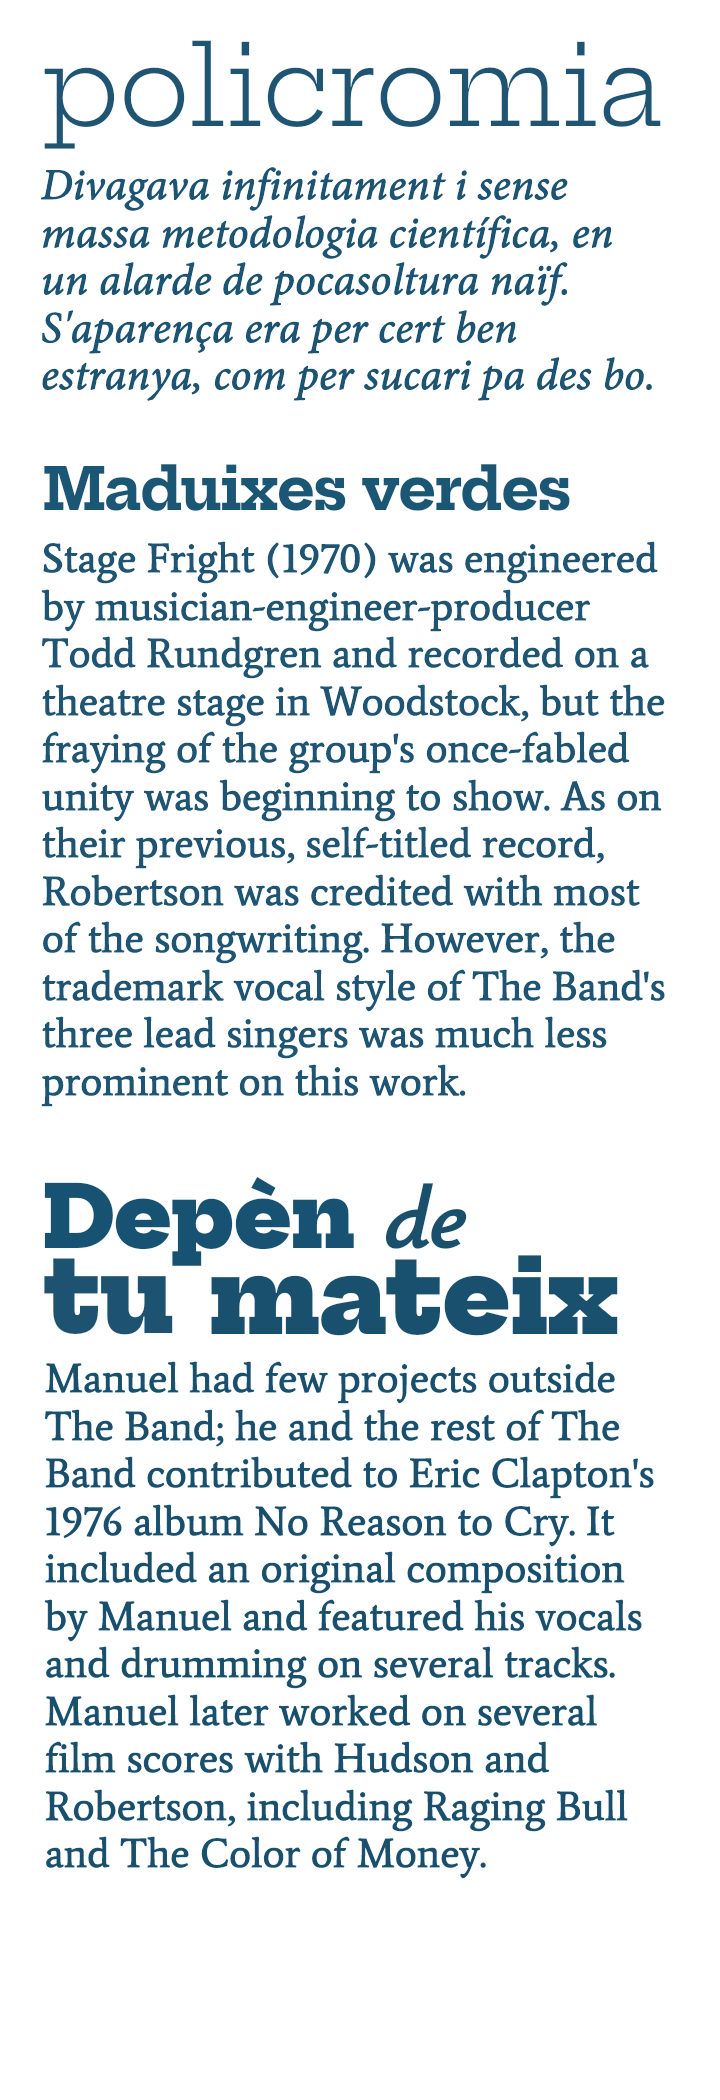 policromia
Divagava infinitament i sense
massa metodologia científica, en
un alarde de pocasoltura naïf.
S'aparença era per cert ben
estranya, com per sucari pa des bo.
Maduixes verdes
Stage Fright (1970) was engineered
by musician-engineer-producer
Todd Rundgren and recorded on a
theatre stage in Woodstock, but the
fraying of the group's once-fabled
unity was beginning to show. As on
their previous, self-titled record,
Robertson was credited with most
of the songwriting. However, the
trademark vocal style of The Band's
three lead singers was much less
prominent on this work.
Depèn de
tu mateix
Manuel had few projects outside
The Band; he and the rest of The
Band contributed to Eric Clapton's
1976 album No Reason to Cry. It
included an original composition
by Manuel and featured his vocals
and drumming on several tracks.
Manuel later worked on several
film scores with Hudson and
Robertson, including Raging Bull
and The Color of Money.